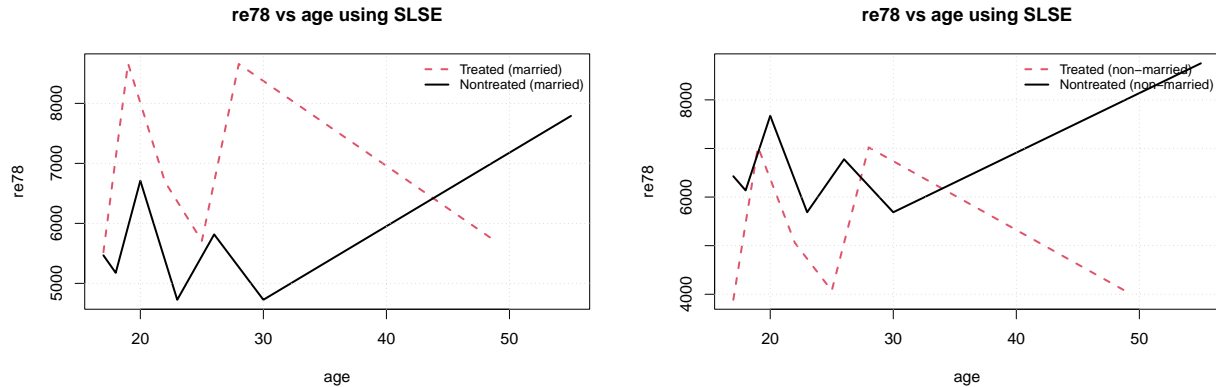 re78 vs age using SLSE
re78
8000
7000
6000
5000
20
30
40
50
age
Treated (married)
Nontreated (married)
re78 vs age using SLSE
re78
8000
6000
4000
20
30
40
50
age
Treated (non−married)
Nontreated (non−married)